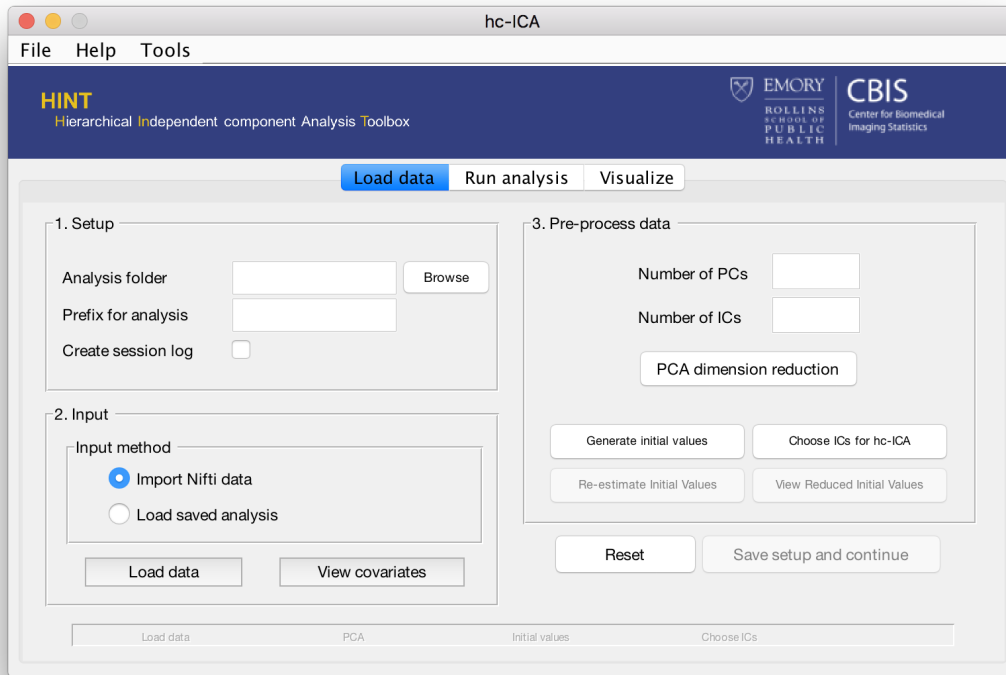 hc-ICA
File Help Tools
HINT
Hierarchical Independent component Analysis Toolbox
EMORY
ROLLINS
SCHOOL OF
PUBLIC
HEALTH
CBIS
Center for Biomedical
Imaging Statistics
Load data Run analysis Visualize
1. Setup
Analysis folder Browse
Prefix for analysis
Create session log
2. Input
Input method
Import Nifti data
Load saved analysis
Load data View covariates
3. Pre-process data
Number of PCs
Number of ICs
PCA dimension reduction
Generate initial values Choose ICs for hc-ICA
Re-estimate Initial Values View Reduced Initial Values
Reset Save setup and continue
Load data PCA Initial values Choose ICs